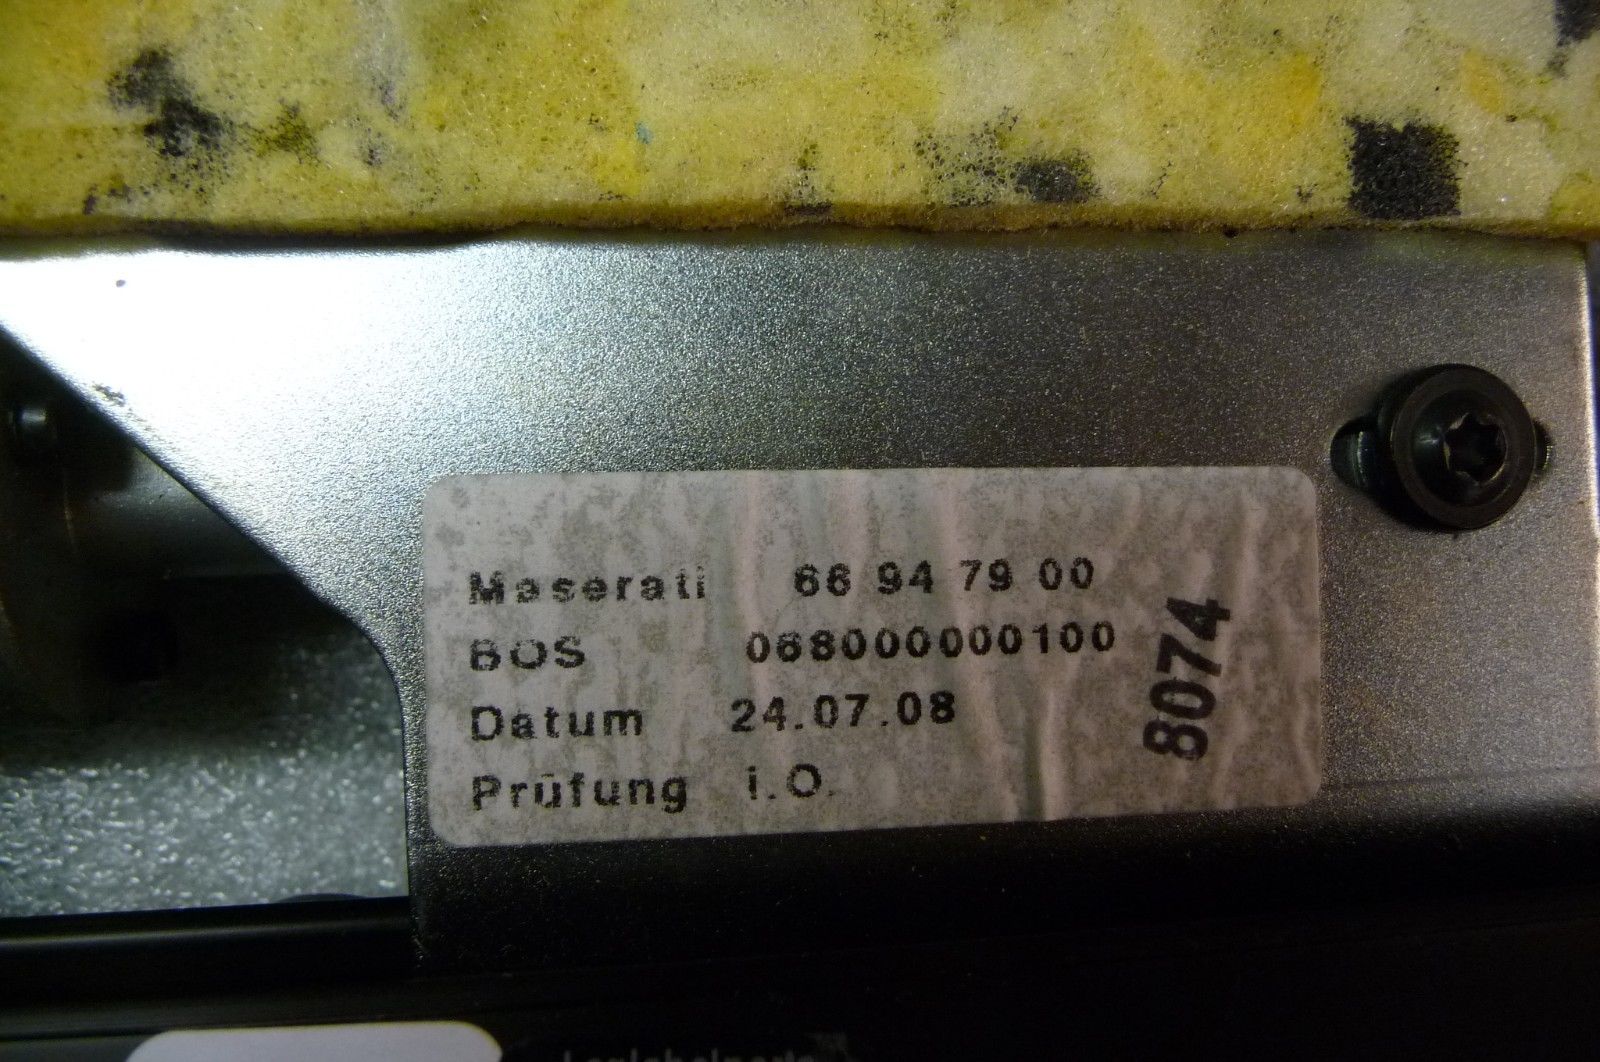 Maserati 66 94 79 00
BOS 068000000100
Datum 24.07.08
Prüfung i.O.
8074